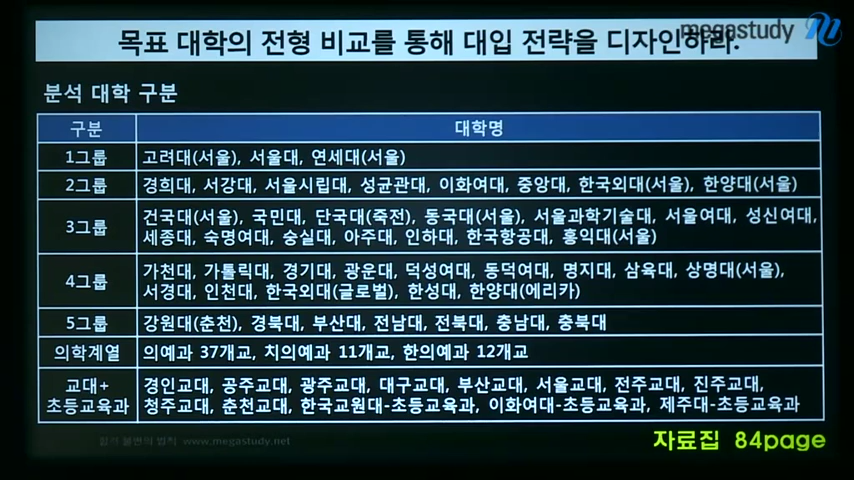 목표 대학의 전형 비교를 통해 대입 전략을 디자인하라.
megastudy
분석 대학 구분
구분 대학명
1그룹 고려대(서울), 서울대, 연세대(서울)
2그룹 경희대, 서강대, 서울시립대, 성균관대, 이화여대, 중앙대, 한국외대(서울), 한양대(서울)
3그룹 건국대(서울), 국민대, 단국대(죽전), 동국대(서울), 서울과학기술대, 서울여대, 성신여대,
세종대, 숙명여대, 숭실대, 아주대, 인하대, 한국항공대, 홍익대(서울)
4그룹 가천대, 가톨릭대, 경기대, 광운대, 덕성여대, 동덕여대, 명지대, 삼육대, 상명대(서울),
서경대, 인천대, 한국외대(글로벌), 한성대, 한양대(에리카)
5그룹 강원대(춘천), 경북대, 부산대, 전남대, 전북대, 충남대, 충북대
의학계열 의예과 37개교, 치의예과 11개교, 한의예과 12개교
교대+ 경인교대, 공주교대, 광주교대, 대구교대, 부산교대, 서울교대, 전주교대, 진주교대,
초등교육과 청주교대, 춘천교대, 한국교원대-초등교육과, 이화여대-초등교육과, 제주대-초등교육과
합격 불변의 법칙 www.megastudy.net
자료집 84page